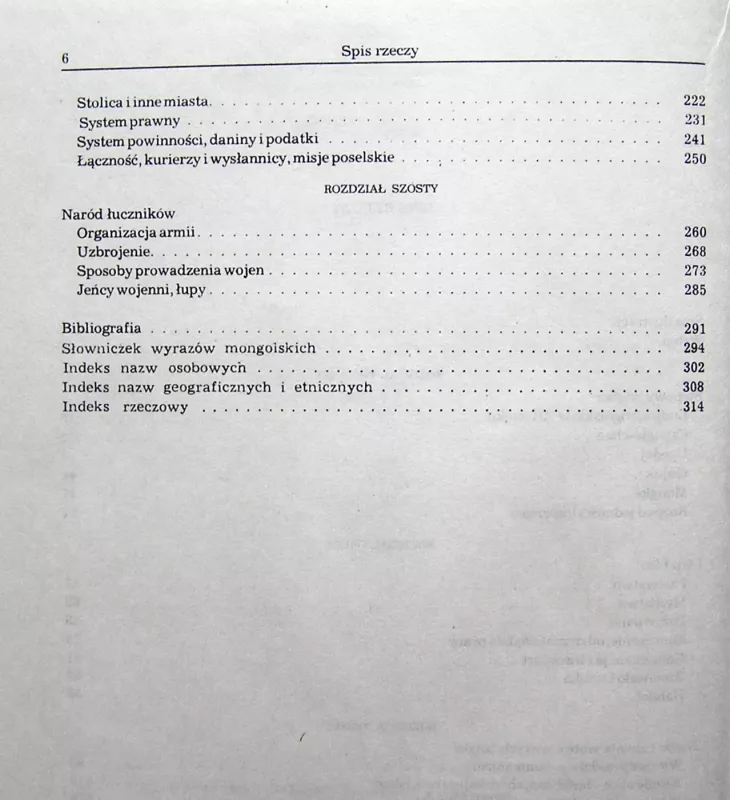 6
Spis rzeczy
Stolica i inne miasta. . . . . . . . . . . . . . . . . . . . . . . . . . . . . . 222
System prawny . . . . . . . . . . . . . . . . . . . . . . . . . . . . . . . 231
System powinności, daniny i podatki . . . . . . . . . . . . . . . . . . . . . . 241
Łączność, kurierzy i wysłannicy, misje poselskie . . . . . . . . . . . . . . . . . 250
ROZDZIAŁ SZÓSTY
Naród łuczników
Organizacja armii. . . . . . . . . . . . . . . . . . . . . . . . . . . . . . . 260
Uzbrojenie. . . . . . . . . . . . . . . . . . . . . . . . . . . . . . . . . . 268
Sposoby prowadzenia wojen . . . . . . . . . . . . . . . . . . . . . . . . . . 273
Jeńcy wojenni, łupy . . . . . . . . . . . . . . . . . . . . . . . . . . . . . . 285
Bibliografia . . . . . . . . . . . . . . . . . . . . . . . . . . . . . . . . . 291
Słowniczek wyrazów mongolskich . . . . . . . . . . . . . . . . . . . . . . . 294
Indeks nazw osobowych . . . . . . . . . . . . . . . . . . . . . . . . . . . . 302
Indeks nazw geograficznych i etnicznych . . . . . . . . . . . . . . . . . . . 308
Indeks rzeczowy . . . . . . . . . . . . . . . . . . . . . . . . . . . . . . . 314